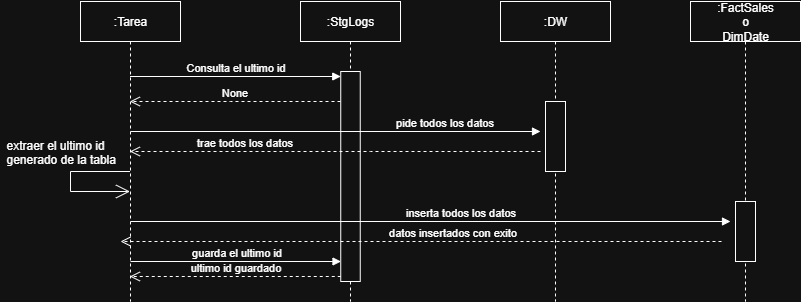 :Tarea
:StgLogs
:DW
:FactSales
o
DimDate
Consulta el ultimo id
None
pide todos los datos
trae todos los datos
extraer el ultimo id
generado de la tabla
inserta todos los datos
datos insertados con exito
guarda el ultimo id
ultimo id guardado